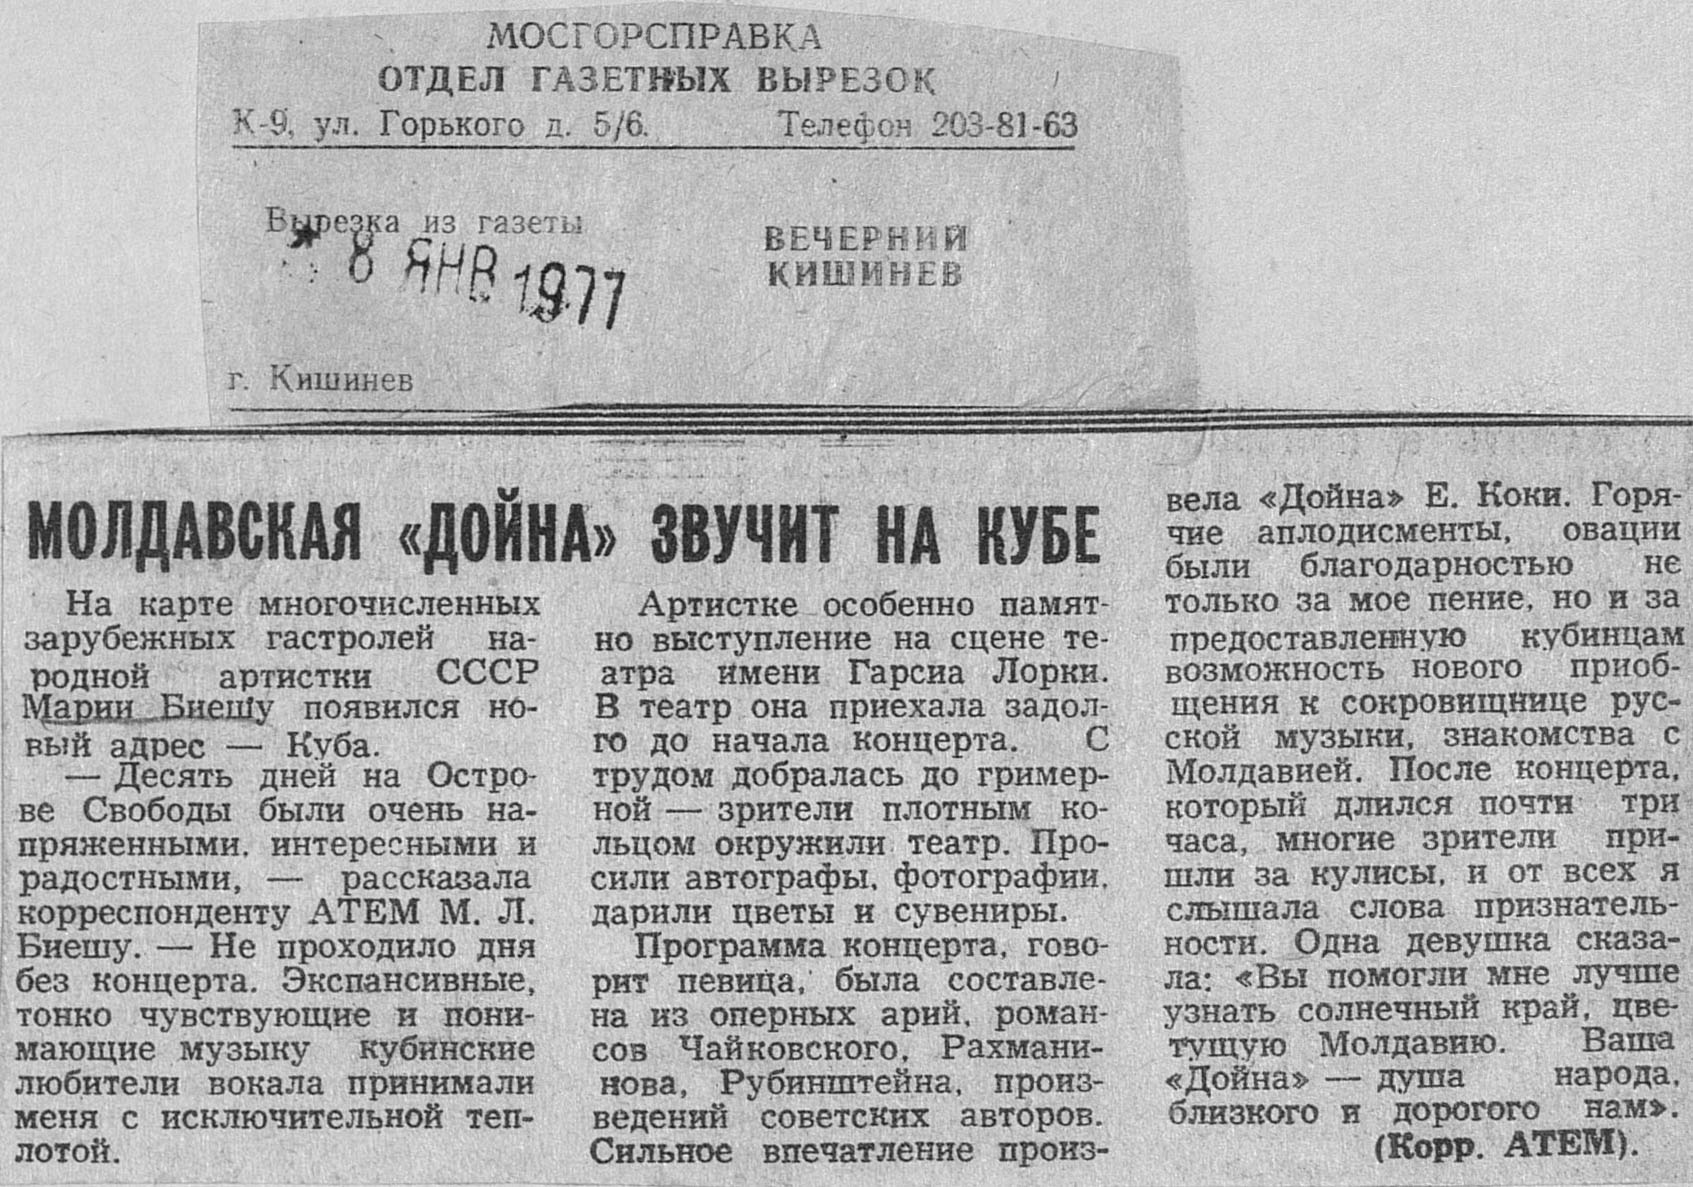 МОСГОРСПРАВКА
ОТДЕЛ ГАЗЕТНЫХ ВЫРЕЗОК
К-9, ул. Горького д. 5/6. Телефон 203-81-63
Вырезка из газеты
ВЕЧЕРНИЙ
КИШИНЕВ
* 8 ЯНВ 1977
г. Кишинев
МОЛДАВСКАЯ «ДОЙНА» ЗВУЧИТ НА КУБЕ
На карте многочисленных
зарубежных гастролей на-
родной артистки СССР
Марии Биешу появился но-
вый адрес — Куба.
— Десять дней на Остро-
ве Свободы были очень на-
пряженными, интересными и
радостными, — рассказала
корреспонденту АТЕМ М. Л.
Биешу. — Не проходило дня
без концерта. Экспансивные,
тонко чувствующие и пони-
мающие музыку кубинские
любители вокала принимали
меня с исключительной теп-
лотой.
Артистке особенно памят-
но выступление на сцене те-
атра имени Гарсиа Лорки.
В театр она приехала задол-
го до начала концерта. С
трудом добралась до гример-
ной — зрители плотным ко-
льцом окружили театр. Про-
сили автографы, фотографии,
дарили цветы и сувениры.
Программа концерта, гово-
рит певица, была составле-
на из оперных арий, роман-
сов Чайковского, Рахмани-
нова, Рубинштейна, произ-
ведений советских авторов.
Сильное впечатление произ-
вела «Дойна» Е. Коки. Горя-
чие аплодисменты, овации
были благодарностью не
только за мое пение, но и за
предоставленную кубинцам
возможность нового приоб-
щения к сокровищнице рус-
ской музыки, знакомства с
Молдавией. После концерта,
который длился почти три
часа, многие зрители при-
шли за кулисы, и от всех я
слышала слова признатель-
ности. Одна девушка сказа-
ла: «Вы помогли мне лучше
узнать солнечный край, цве-
тущую Молдавию. Ваша
«Дойна» — душа народа,
близкого и дорогого нам».
(Корр. АТЕМ).